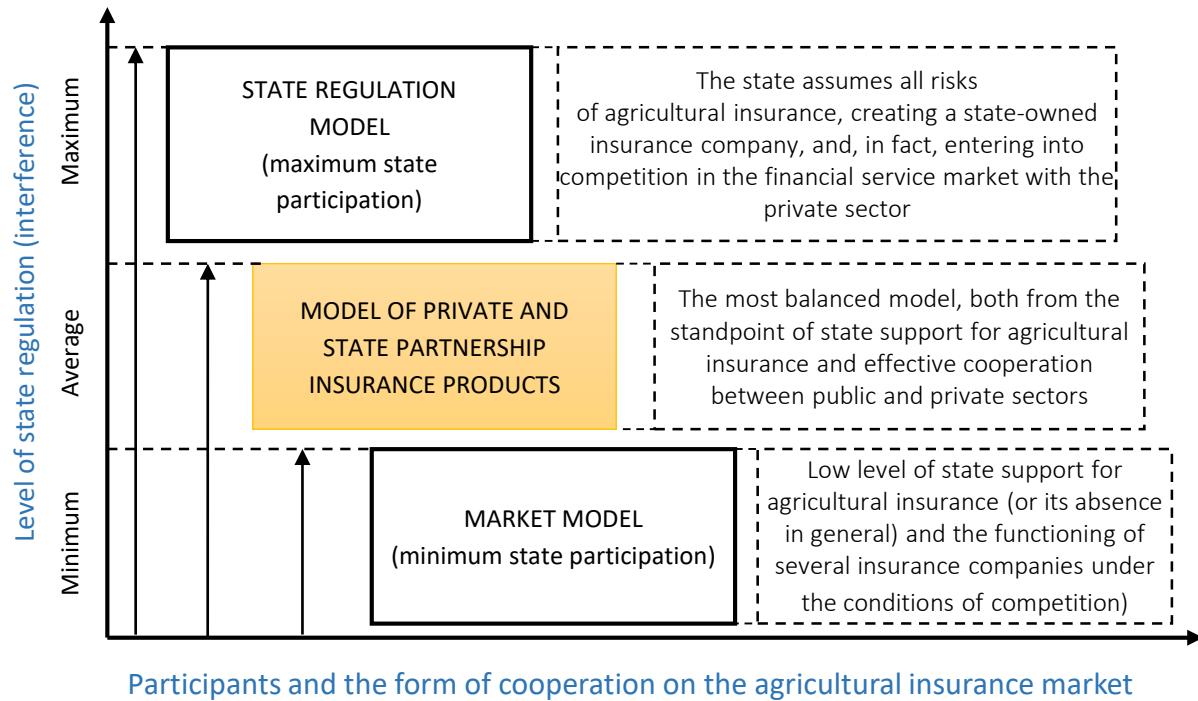 Level of state regulation (interference)
Maximum
STATE REGULATION
MODEL
(maximum state
participation)
The state assumes all risks
of agricultural insurance, creating a state-owned
insurance company, and, in fact, entering into
competition in the financial service market with the
private sector
Average
MODEL OF PRIVATE AND
STATE PARTNERSHIP
INSURANCE PRODUCTS
The most balanced model, both from the
standpoint of state support for agricultural
insurance and effective cooperation
between public and private sectors
Minimum
MARKET MODEL
(minimum state participation)
Low level of state support for
agricultural insurance (or its absence
in general) and the functioning of
several insurance companies under
the conditions of competition)
Participants and the form of cooperation on the agricultural insurance market